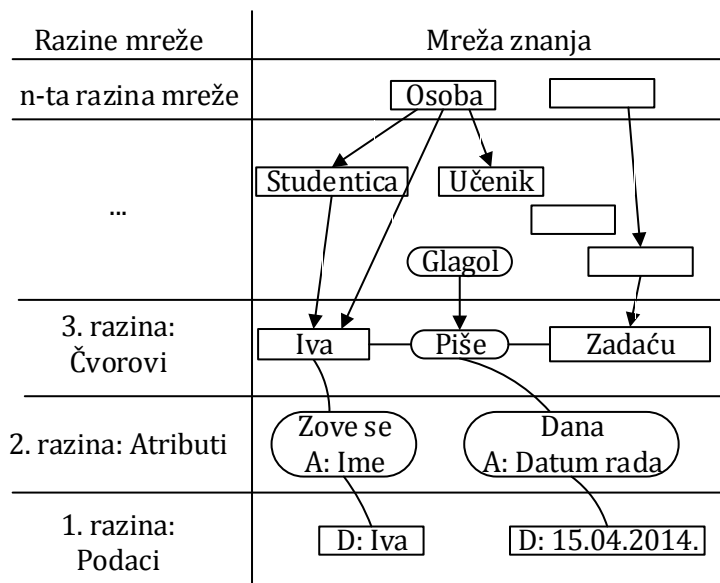 Razine mreže
Mreža znanja
n-ta razina mreže
Osoba
Studentica
Učenik
...
Glagol
3. razina:
Čvorovi
Iva
Piše
Zadaću
2. razina: Atributi
Zove se
A: Ime
Dana
A: Datum rada
1. razina:
Podaci
D: Iva
D: 15.04.2014.